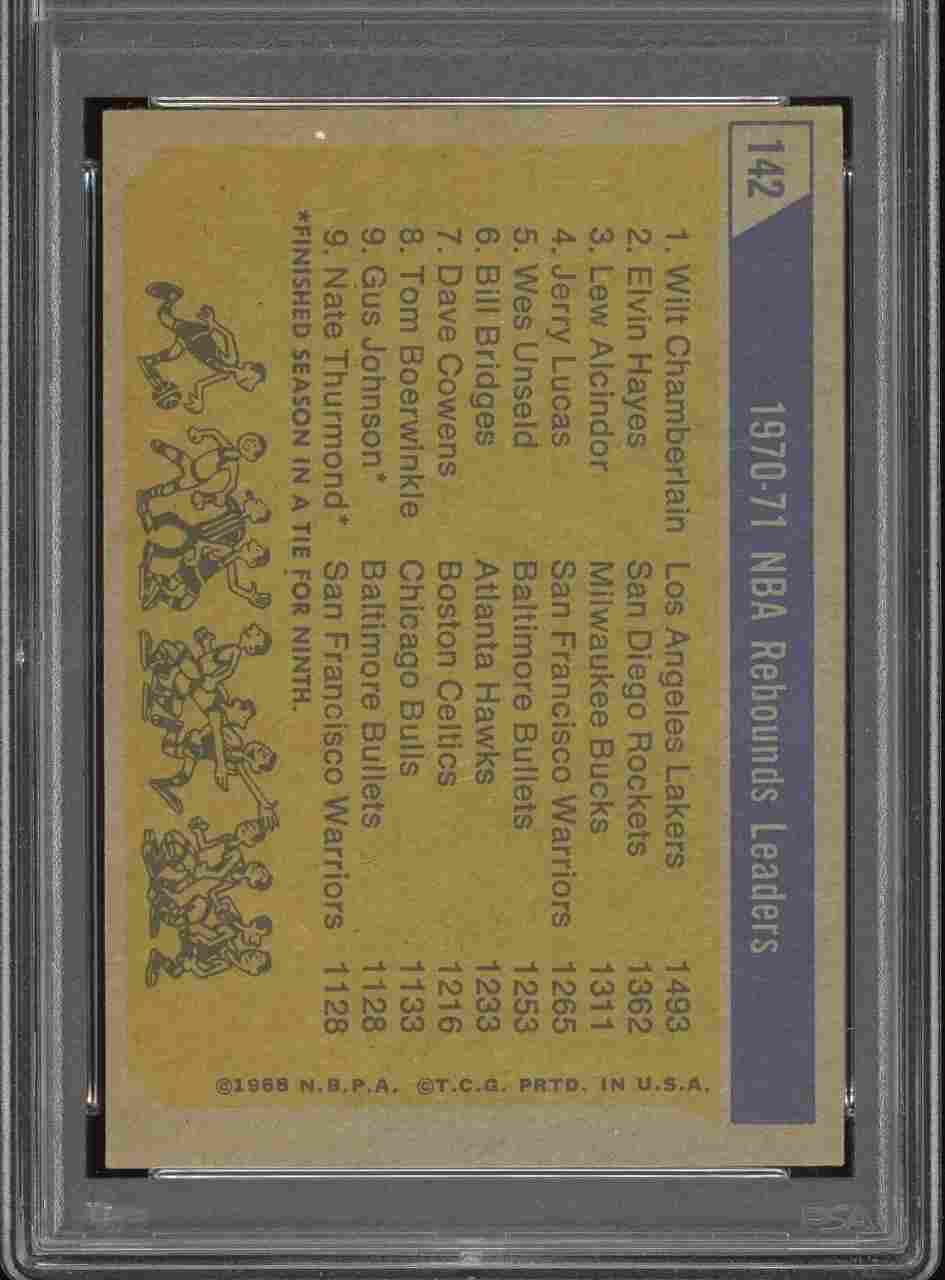 142
1970-71 NBA Rebounds Leaders
1. Wilt Chamberlain Los Angeles Lakers 1493
2. Elvin Hayes San Diego Rockets 1362
3. Lew Alcindor Milwaukee Bucks 1311
4. Jerry Lucas San Francisco Warriors 1265
5. Wes Unseld Baltimore Bullets 1253
6. Bill Bridges Atlanta Hawks 1233
7. Dave Cowens Boston Celtics 1216
8. Tom Boerwinkle Chicago Bulls 1133
9. Gus Johnson* Baltimore Bullets 1128
9. Nate Thurmond* San Francisco Warriors 1128
*FINISHED SEASON IN A TIE FOR NINTH.
©1968 N.B.P.A. ©T.C.G. PRTD. IN U.S.A.
PSA